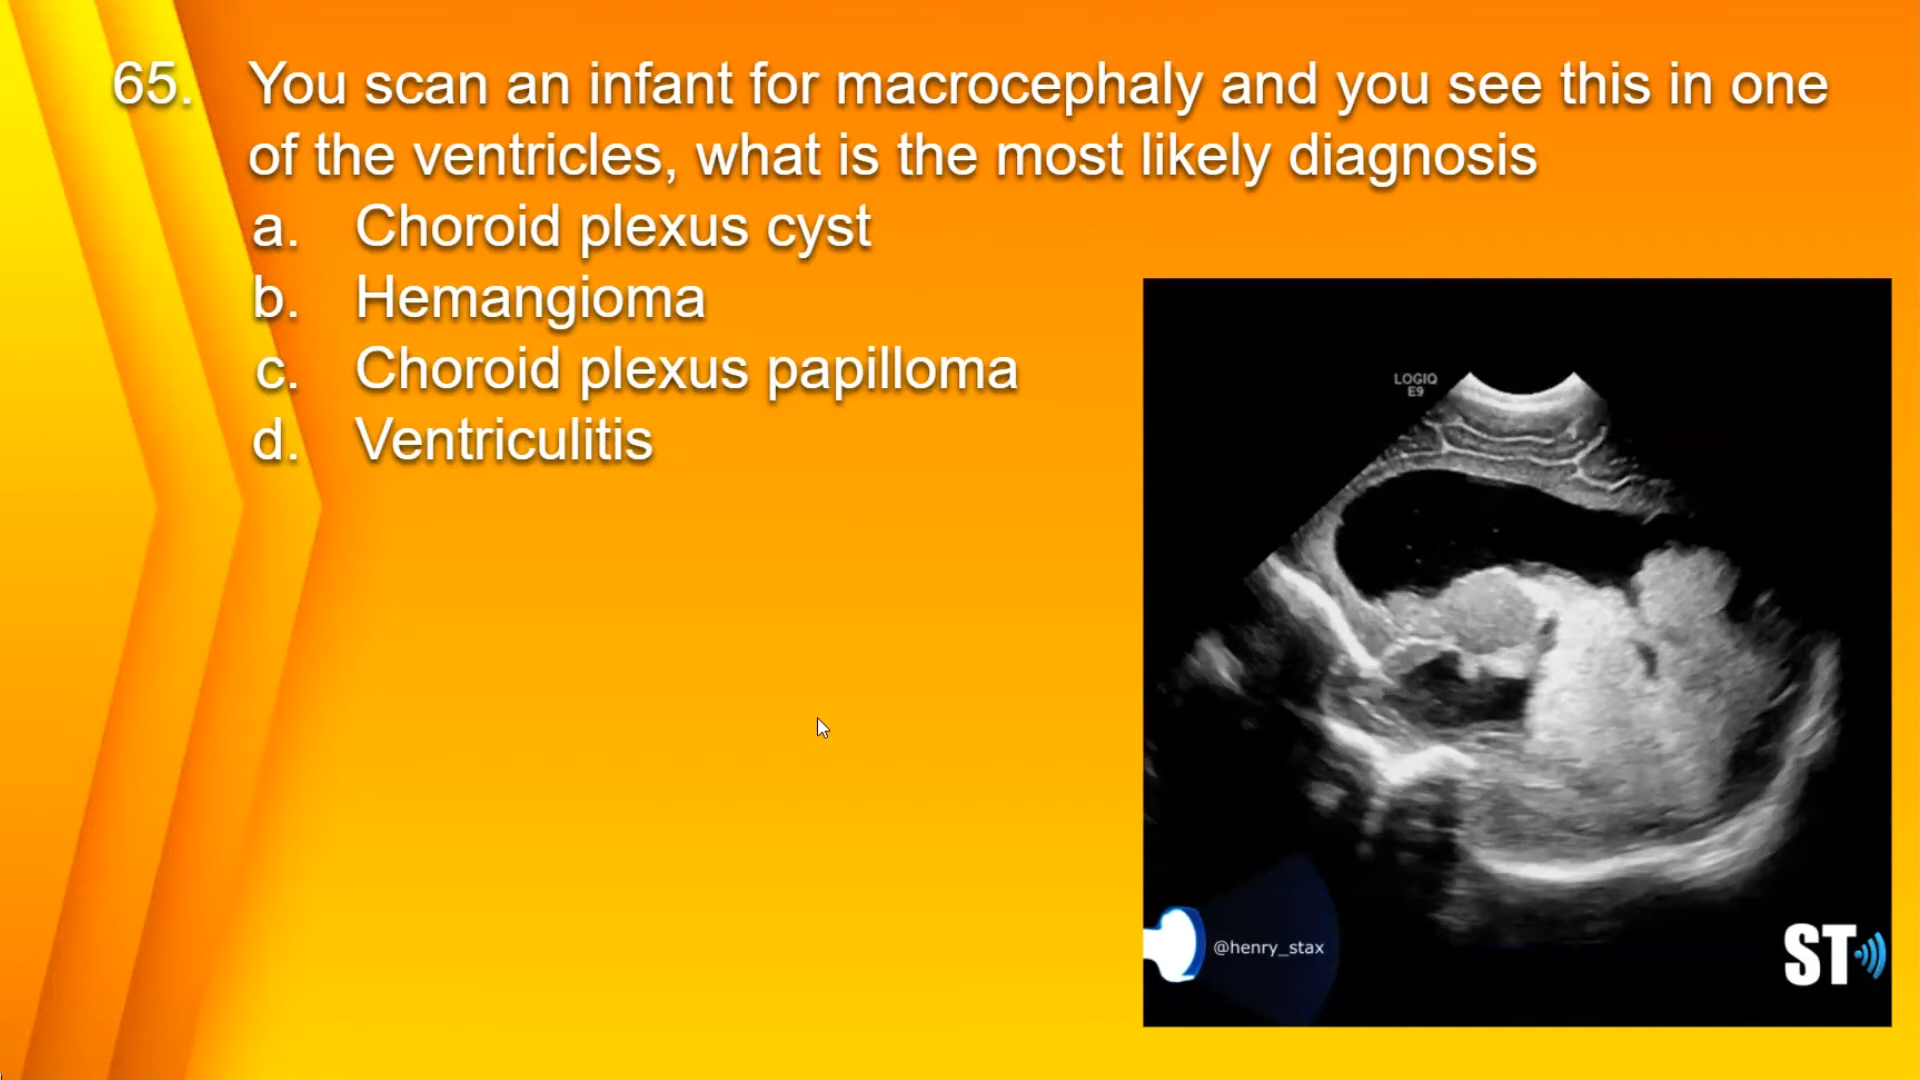 65. You scan an infant for macrocephaly and you see this in one
of the ventricles, what is the most likely diagnosis
a. Choroid plexus cyst
b. Hemangioma
c. Choroid plexus papilloma
d. Ventriculitis
LOGIQ
E9
@henry_stax
ST